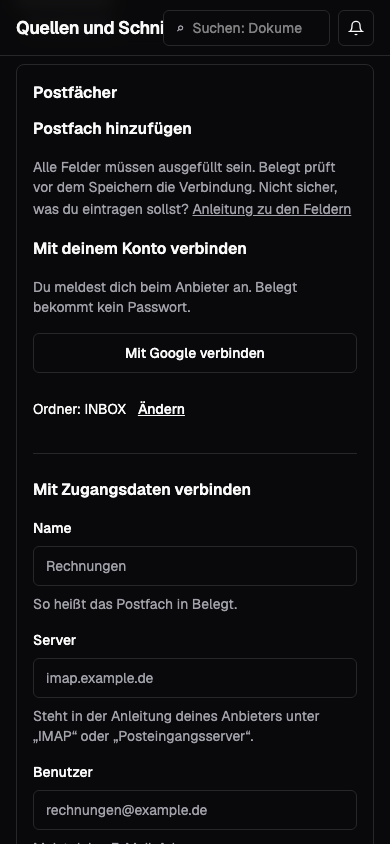 Quellen und Schni
Suchen: Dokume
Postfächer
Postfach hinzufügen
Alle Felder müssen ausgefüllt sein. Belegt prüft
vor dem Speichern die Verbindung. Nicht sicher,
was du eintragen sollst? Anleitung zu den Feldern
Mit deinem Konto verbinden
Du meldest dich beim Anbieter an. Belegt
bekommt kein Passwort.
Mit Google verbinden
Ordner: INBOX Ändern
Mit Zugangsdaten verbinden
Name
Rechnungen
So heißt das Postfach in Belegt.
Server
imap.example.de
Steht in der Anleitung deines Anbieters unter
„IMAP“ oder „Posteingangsserver“.
Benutzer
rechnungen@example.de